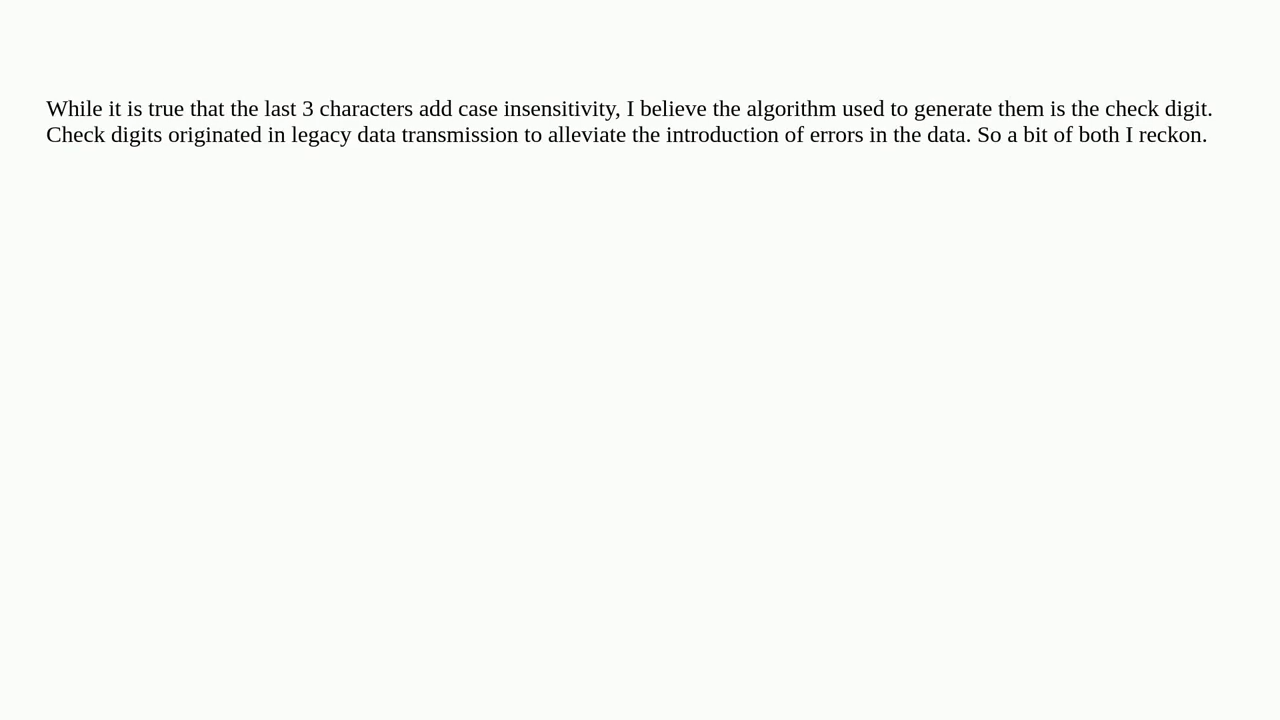 While it is true that the last 3 characters add case insensitivity, I believe the algorithm used to generate them is the check digit.
Check digits originated in legacy data transmission to alleviate the introduction of errors in the data. So a bit of both I reckon.